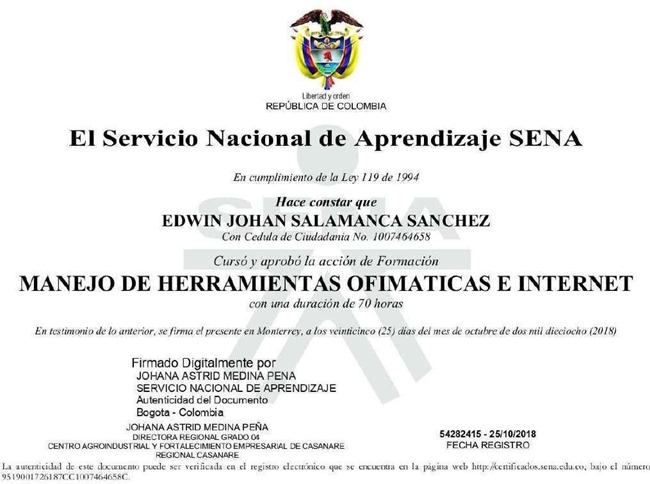 Libertad y orden
REPÚBLICA DE COLOMBIA
El Servicio Nacional de Aprendizaje SENA
En cumplimiento de la Ley 119 de 1994
Hace constar que
EDWIN JOHAN SALAMANCA SANCHEZ
Con Cedula de Ciudadania No. 1007464658
SENA
Cursó y aprobó la acción de Formación
MANEJO DE HERRAMIENTAS OFIMATICAS E INTERNET
con una duración de 70 horas
En testimonio de lo anterior, se firma el presente en Monterrey, a los veinticinco (25) días del mes de octubre de dos mil dieciocho (2018)
Firmado Digitalmente por
JOHANA ASTRID MEDINA PENA
SERVICIO NACIONAL DE APRENDIZAJE
Autenticidad del Documento
Bogota - Colombia
JOHANA ASTRID MEDINA PEÑA
DIRECTORA REGIONAL GRADO 04
CENTRO AGROINDUSTRIAL Y FORTALECIMIENTO EMPRESARIAL DE CASANARE
REGIONAL CASANARE
54282415 - 25/10/2018
FECHA REGISTRO
La autenticidad de este documento puede ser verificada en el registro electrónico que se encuentra en la página web http://certificados.sena.edu.co, bajo el número
9519001726187CC1007464658C.